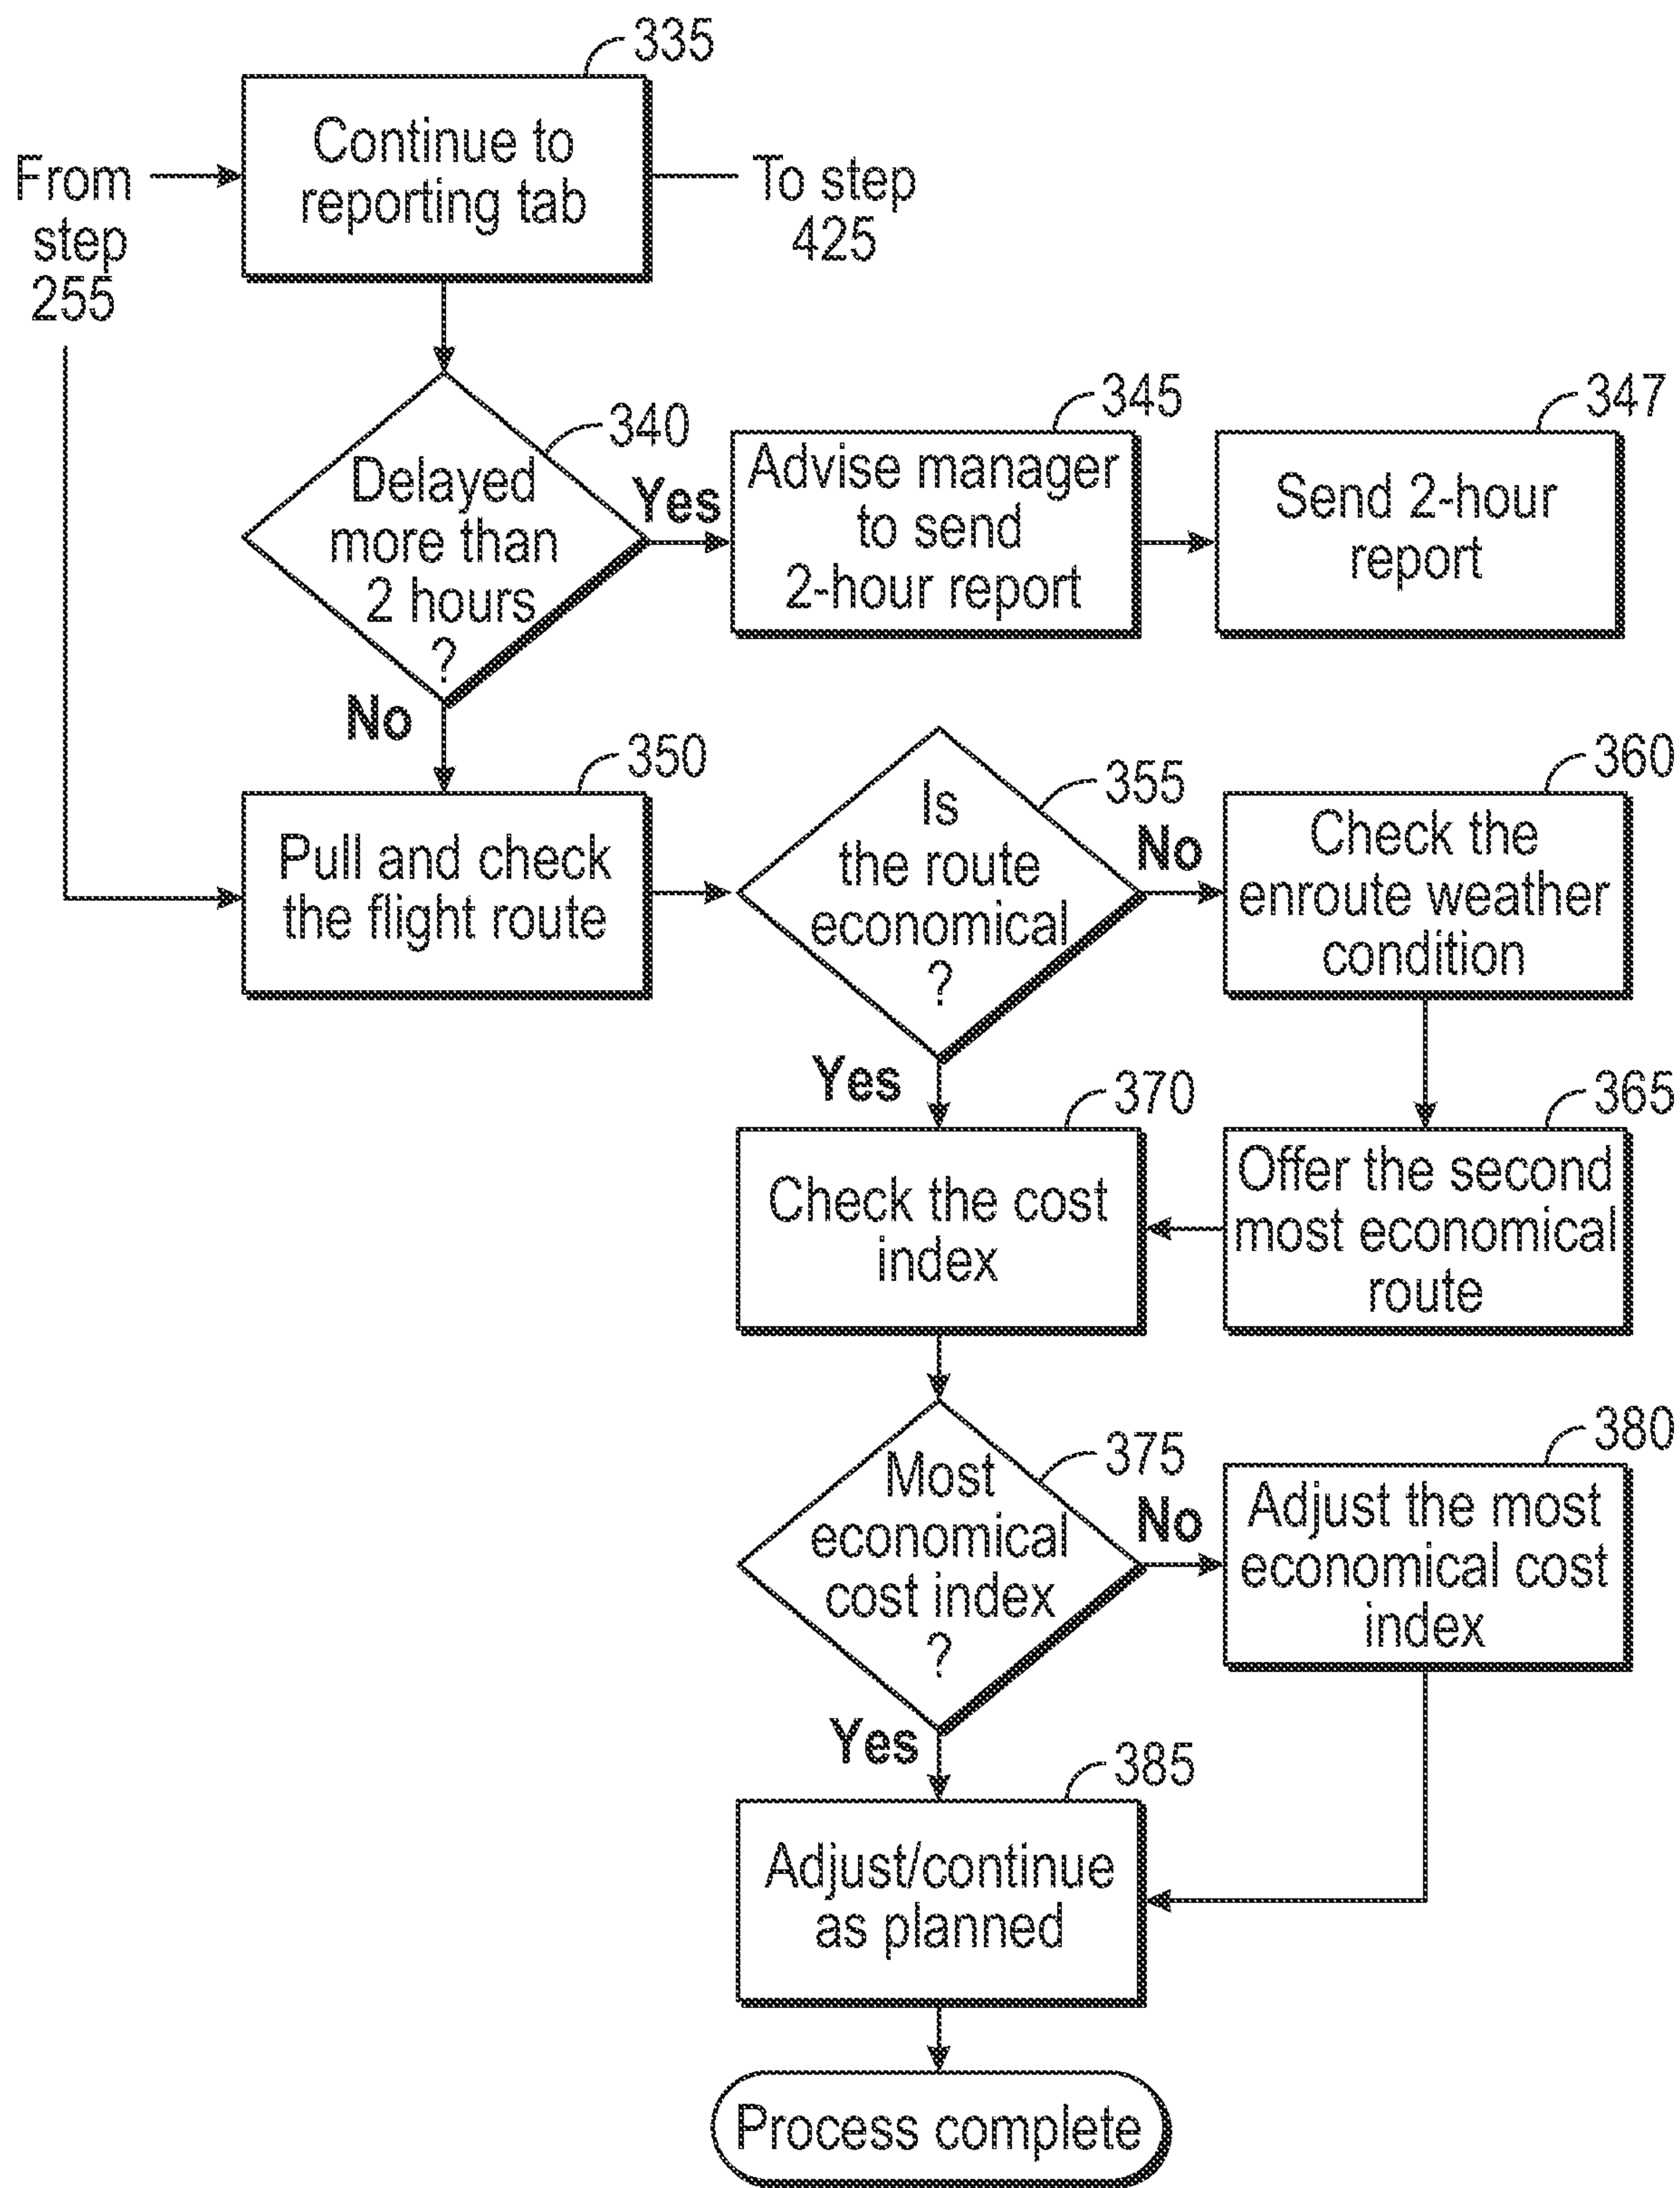 335
Continue to
reporting tab
From
step
255
To step
425
340
Delayed
more than
2 hours
?
Yes
No
345
Advise manager
to send
2-hour report
347
Send 2-hour
report
350
Pull and check
the flight route
355
Is
the route
economical
?
No
Yes
360
Check the
enroute weather
condition
365
Offer the second
most economical
route
370
Check the cost
index
375
Most
economical
cost index
?
No
Yes
380
Adjust the most
economical cost
index
385
Adjust/continue
as planned
Process complete